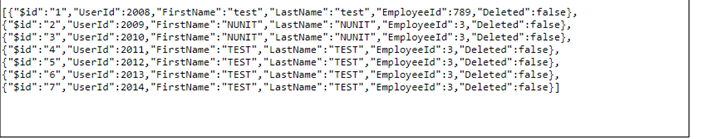 [{"$id":"1","UserId":2008,"FirstName":"test","LastName":"test","EmployeeId":789,"Deleted":false},
{"$id":"2","UserId":2009,"FirstName":"NUNIT","LastName":"NUNIT","EmployeeId":3,"Deleted":false},
{"$id":"3","UserId":2010,"FirstName":"NUNIT","LastName":"NUNIT","EmployeeId":3,"Deleted":false},
{"$id":"4","UserId":2011,"FirstName":"TEST","LastName":"TEST","EmployeeId":3,"Deleted":false},
{"$id":"5","UserId":2012,"FirstName":"TEST","LastName":"TEST","EmployeeId":3,"Deleted":false},
{"$id":"6","UserId":2013,"FirstName":"TEST","LastName":"TEST","EmployeeId":3,"Deleted":false},
{"$id":"7","UserId":2014,"FirstName":"TEST","LastName":"TEST","EmployeeId":3,"Deleted":false}]